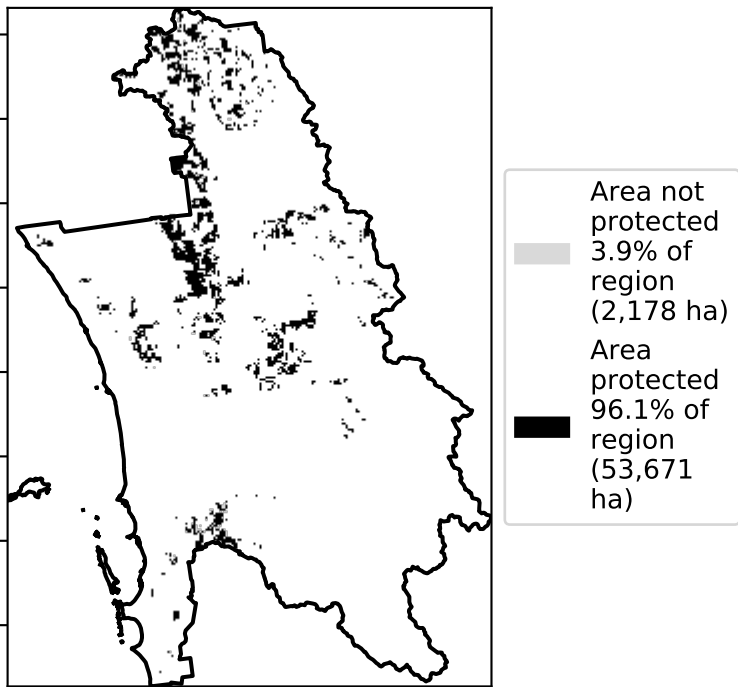 Area not
protected
3.9% of
region
(2,178 ha)
Area
protected
96.1% of
region
(53,671
ha)